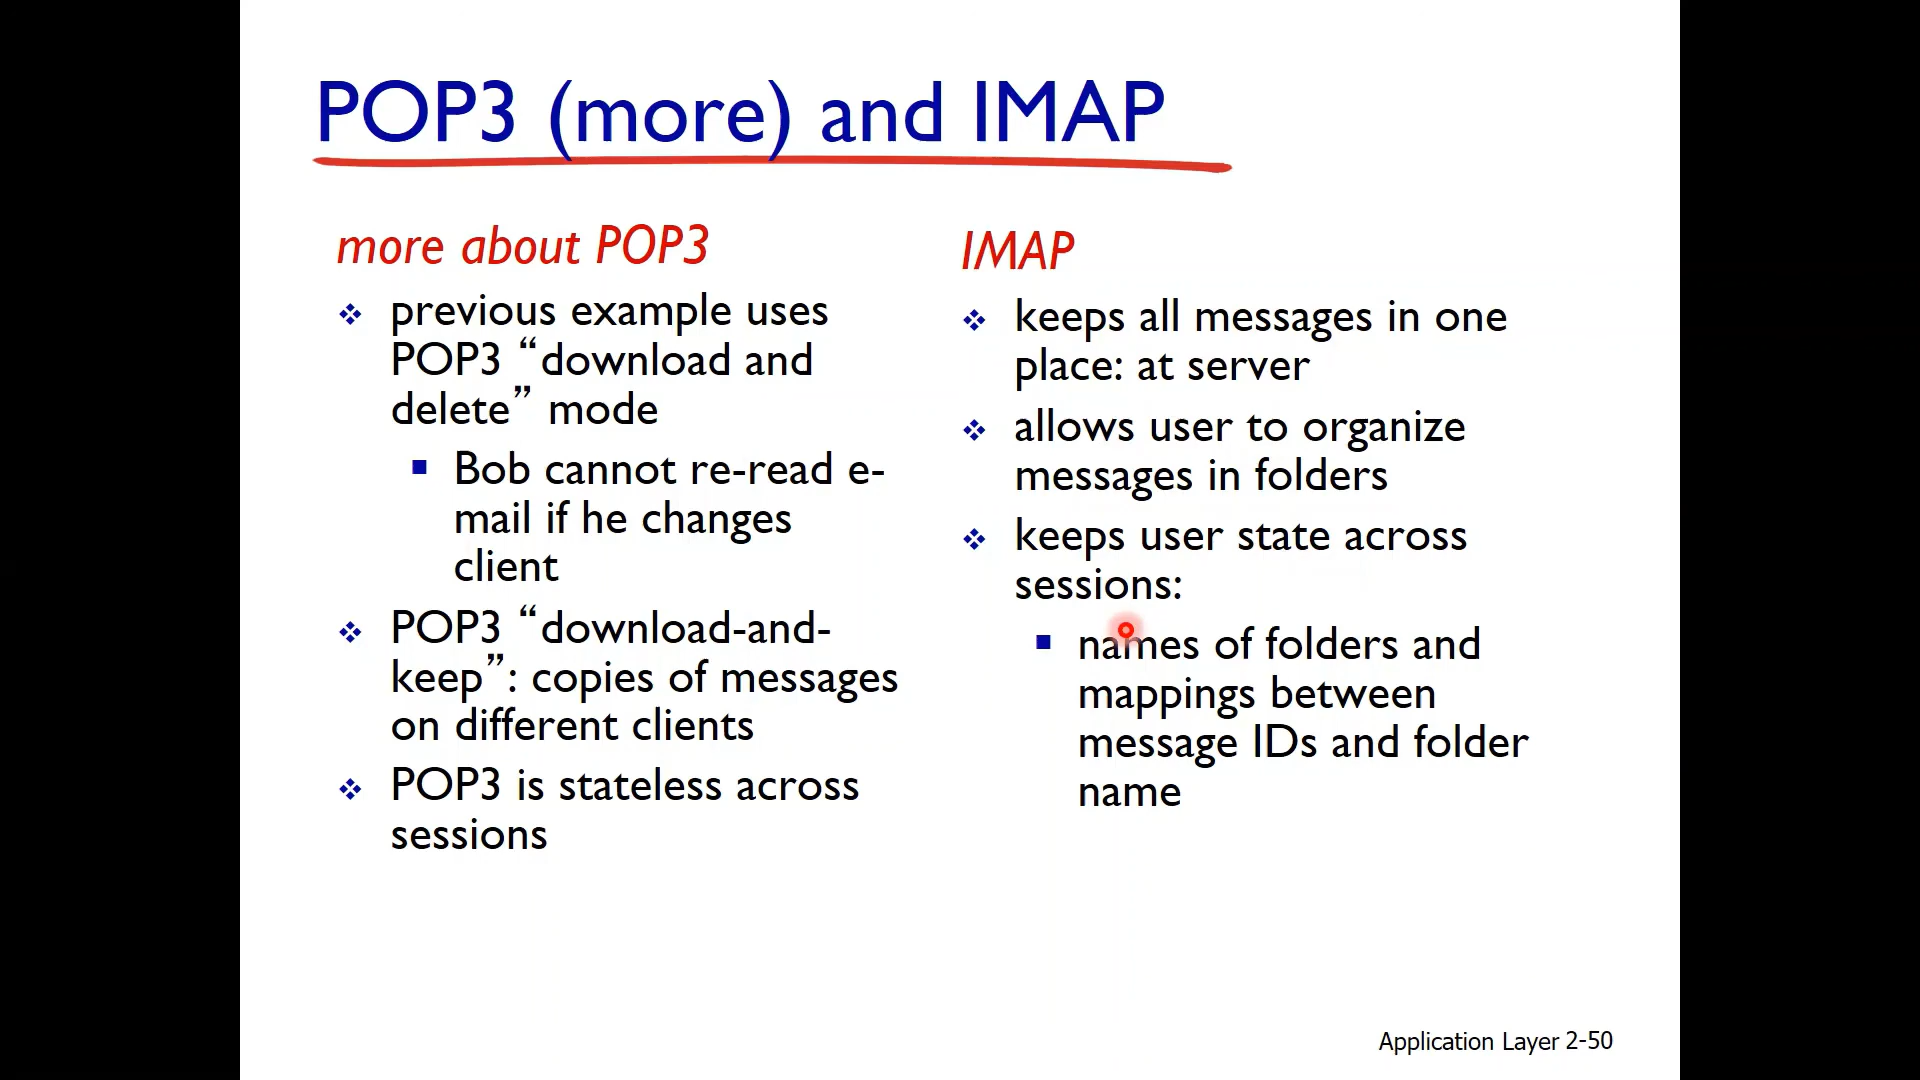 POP3 (more) and IMAP
more about POP3
previous example uses
POP3 “download and
delete” mode
Bob cannot re-read e-
mail if he changes
client
POP3 “download-and-
keep”: copies of messages
on different clients
POP3 is stateless across
sessions
IMAP
keeps all messages in one
place: at server
allows user to organize
messages in folders
keeps user state across
sessions:
names of folders and
mappings between
message IDs and folder
name
Application Layer 2-50